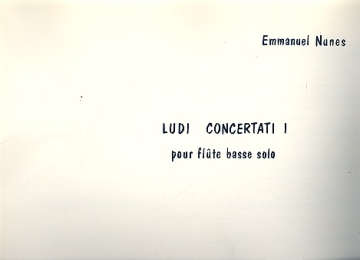 Emmanuel Nunes
LUDI CONCERTATI I
pour flûte basse solo